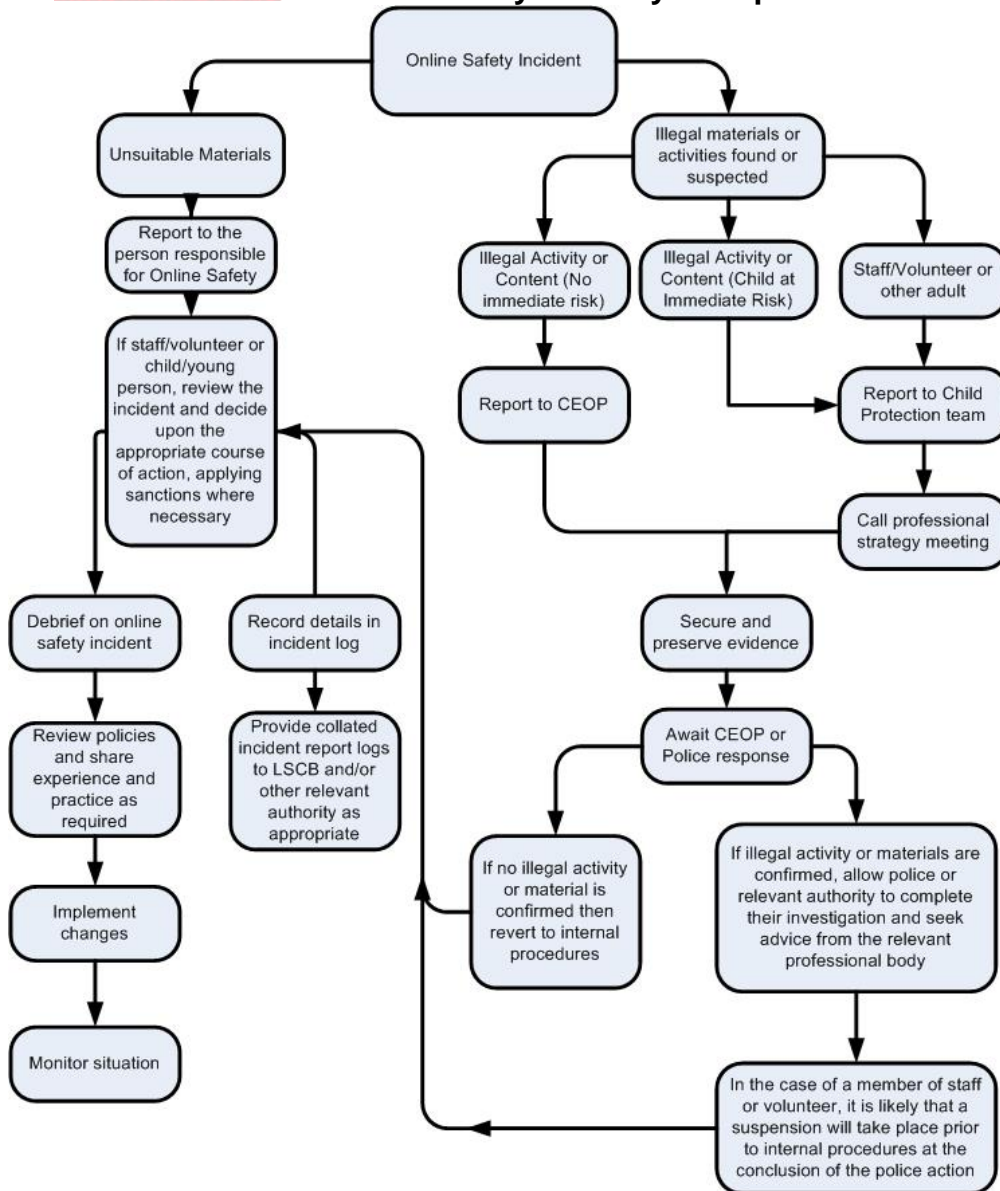 Online Safety Incident
Unsuitable Materials
Report to the
person responsible
for Online Safety
If staff/volunteer or
child/young
person, review the
incident and decide
upon the
appropriate course
of action, applying
sanctions where
necessary
Debrief on online
safety incident
Review policies
and share
experience and
practice as
required
Implement
changes
Monitor situation
Record details in
incident log
Provide collated
incident report logs
to LSCB and/or
other relevant
authority as
appropriate
Illegal materials or
activities found or
suspected
Illegal Activity or
Content (No
immediate risk)
Illegal Activity or
Content (Child at
Immediate Risk)
Staff/Volunteer or
other adult
Report to CEOP
Report to Child
Protection team
Call professional
strategy meeting
Secure and
preserve evidence
Await CEOP or
Police response
If no illegal activity
or material is
confirmed then
revert to internal
procedures
If illegal activity or materials are
confirmed, allow police or
relevant authority to complete
their investigation and seek
advice from the relevant
professional body
In the case of a member of staff
or volunteer, it is likely that a
suspension will take place prior
to internal procedures at the
conclusion of the police action